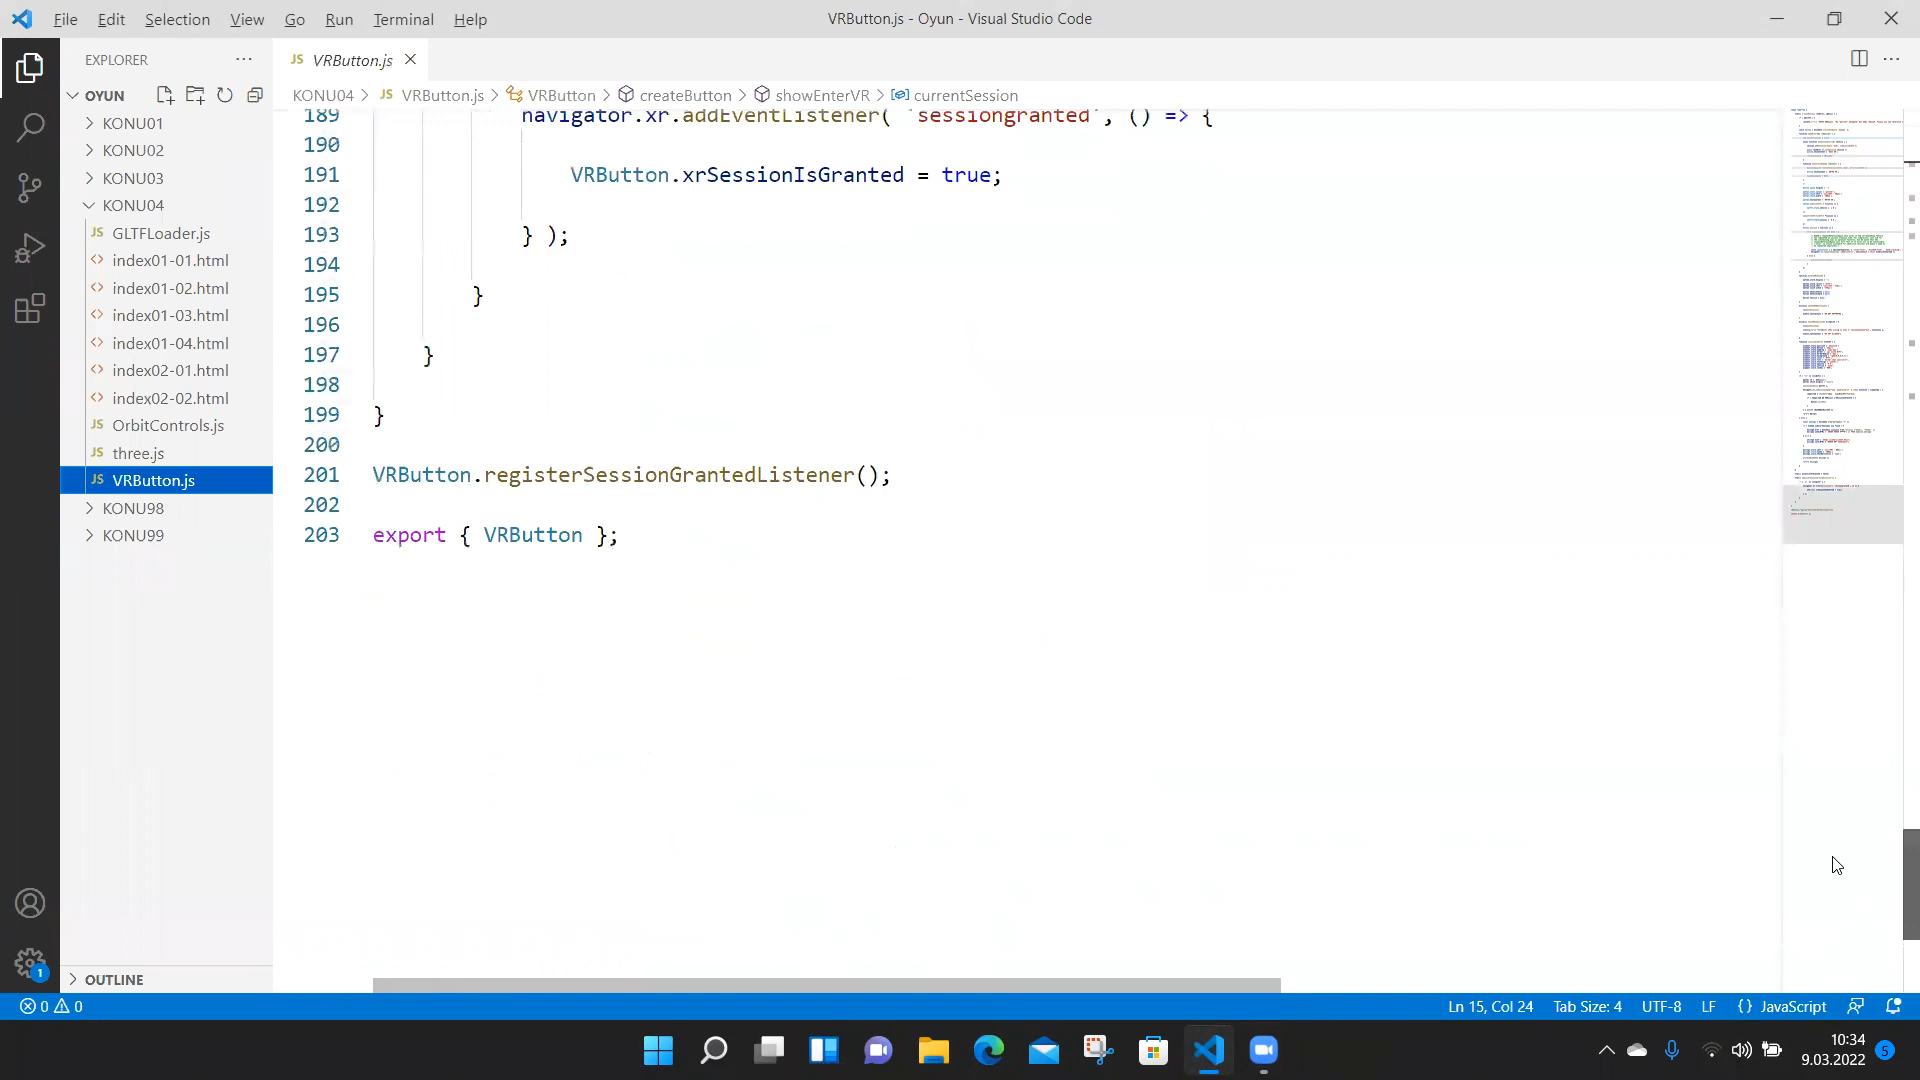 File Edit Selection View Go Run Terminal Help VRButton.js - Oyun - Visual Studio Code
EXPLORER
VRButton.js
OYUN
KONU04 > VRButton.js > VRButton > createButton > showEnterVR > currentSession
KONU01
KONU02
KONU03
KONU04
GLTFLoader.js
index01-01.html
index01-02.html
index01-03.html
index01-04.html
index02-01.html
index02-02.html
OrbitControls.js
three.js
VRButton.js
KONU98
KONU99
OUTLINE
189 navigator.xr.addEventListener( 'sessiongranted', () => {
190
191 VRButton.xrSessionIsGranted = true;
192
193 } );
194
195 }
196
197 }
198
199 }
200
201 VRButton.registerSessionGrantedListener();
202
203 export { VRButton };
1
0 0 Ln 15, Col 24 Tab Size: 4 UTF-8 LF {} JavaScript
10:34
9.03.2022 5